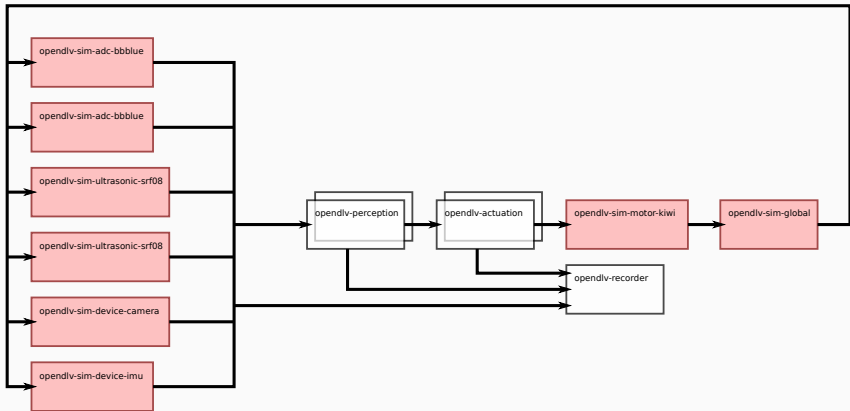 opendlv-sim-adc-bbblue
opendlv-sim-adc-bbblue
opendlv-sim-ultrasonic-srf08
opendlv-sim-ultrasonic-srf08
opendlv-sim-device-camera
opendlv-sim-device-imu
opendlv-perception
opendlv-actuation
opendlv-sim-motor-kiwi
opendlv-sim-global
opendlv-recorder